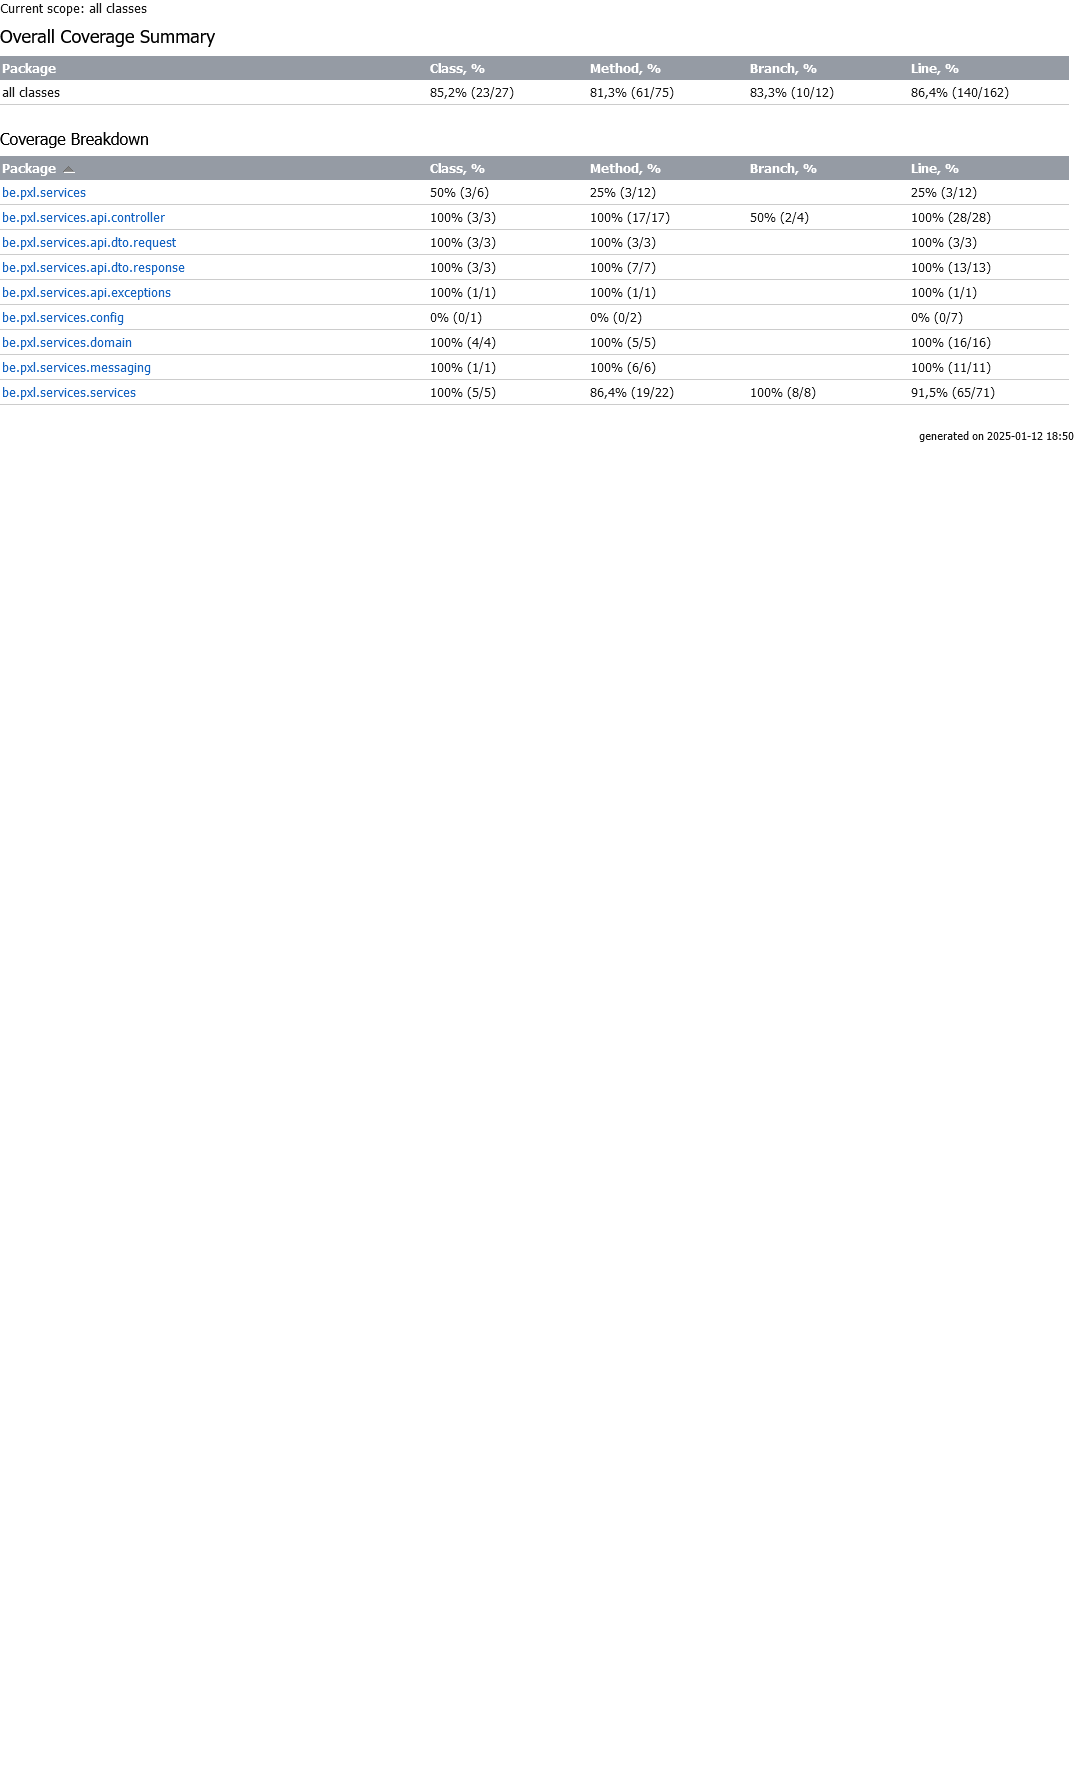 Current scope: all classes
Overall Coverage Summary
Package Class, % Method, % Branch, % Line, %
all classes 85,2% (23/27) 81,3% (61/75) 83,3% (10/12) 86,4% (140/162)
Coverage Breakdown
Package Class, % Method, % Branch, % Line, %
be.pxl.services 50% (3/6) 25% (3/12) 25% (3/12)
be.pxl.services.api.controller 100% (3/3) 100% (17/17) 50% (2/4) 100% (28/28)
be.pxl.services.api.dto.request 100% (3/3) 100% (3/3) 100% (3/3)
be.pxl.services.api.dto.response 100% (3/3) 100% (7/7) 100% (13/13)
be.pxl.services.api.exceptions 100% (1/1) 100% (1/1) 100% (1/1)
be.pxl.services.config 0% (0/1) 0% (0/2) 0% (0/7)
be.pxl.services.domain 100% (4/4) 100% (5/5) 100% (16/16)
be.pxl.services.messaging 100% (1/1) 100% (6/6) 100% (11/11)
be.pxl.services.services 100% (5/5) 86,4% (19/22) 100% (8/8) 91,5% (65/71)
generated on 2025-01-12 18:50